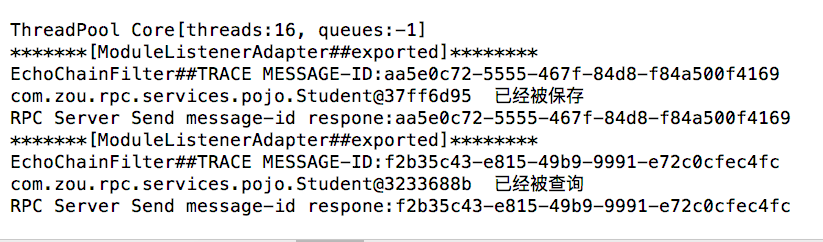 ThreadPool Core[threads:16, queues:-1]
*******[ModuleListenerAdapter##exported]********
EchoChainFilter##TRACE MESSAGE-ID:aa5e0c72-5555-467f-84d8-f84a500f4169
com.zou.rpc.services.pojo.Student@37ff6d95  已经被保存
RPC Server Send message-id respone:aa5e0c72-5555-467f-84d8-f84a500f4169
*******[ModuleListenerAdapter##exported]********
EchoChainFilter##TRACE MESSAGE-ID:f2b35c43-e815-49b9-9991-e72c0cfec4fc
com.zou.rpc.services.pojo.Student@3233688b  已经被查询
RPC Server Send message-id respone:f2b35c43-e815-49b9-9991-e72c0cfec4fc